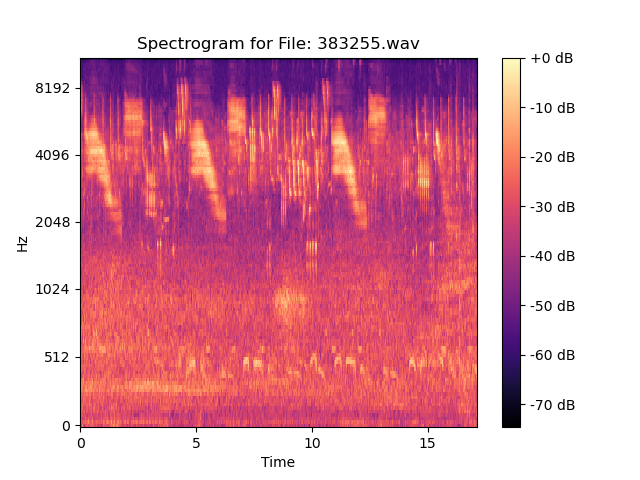 Spectrogram for File: 383255.wav
8192
4096
2048
1024
512
0
Hz
0
5
10
15
Time
+0 dB
-10 dB
-20 dB
-30 dB
-40 dB
-50 dB
-60 dB
-70 dB